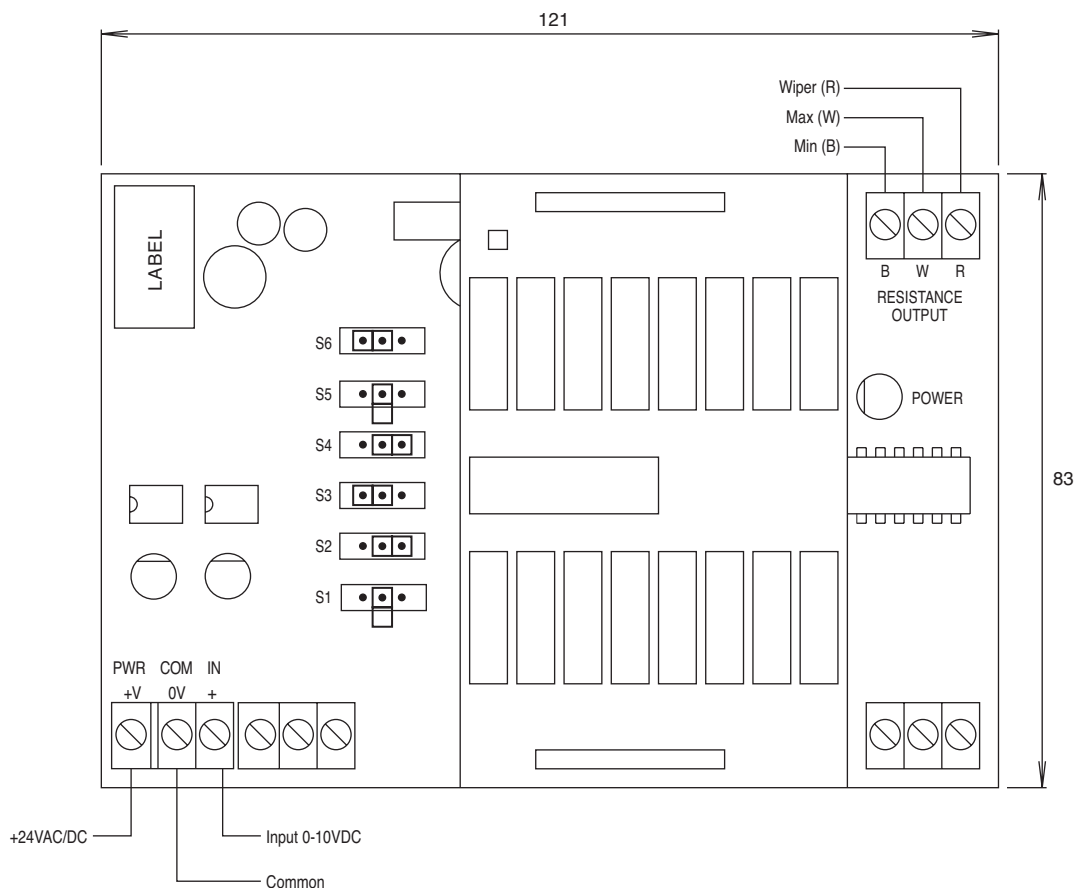 121
Wiper (R)
Max (W)
Min (B)
LABEL
B W R
RESISTANCE
OUTPUT
S6
S5
POWER
S4
83
S3
S2
S1
PWR COM IN
+V 0V +
+24VAC/DC
Input 0-10VDC
Common